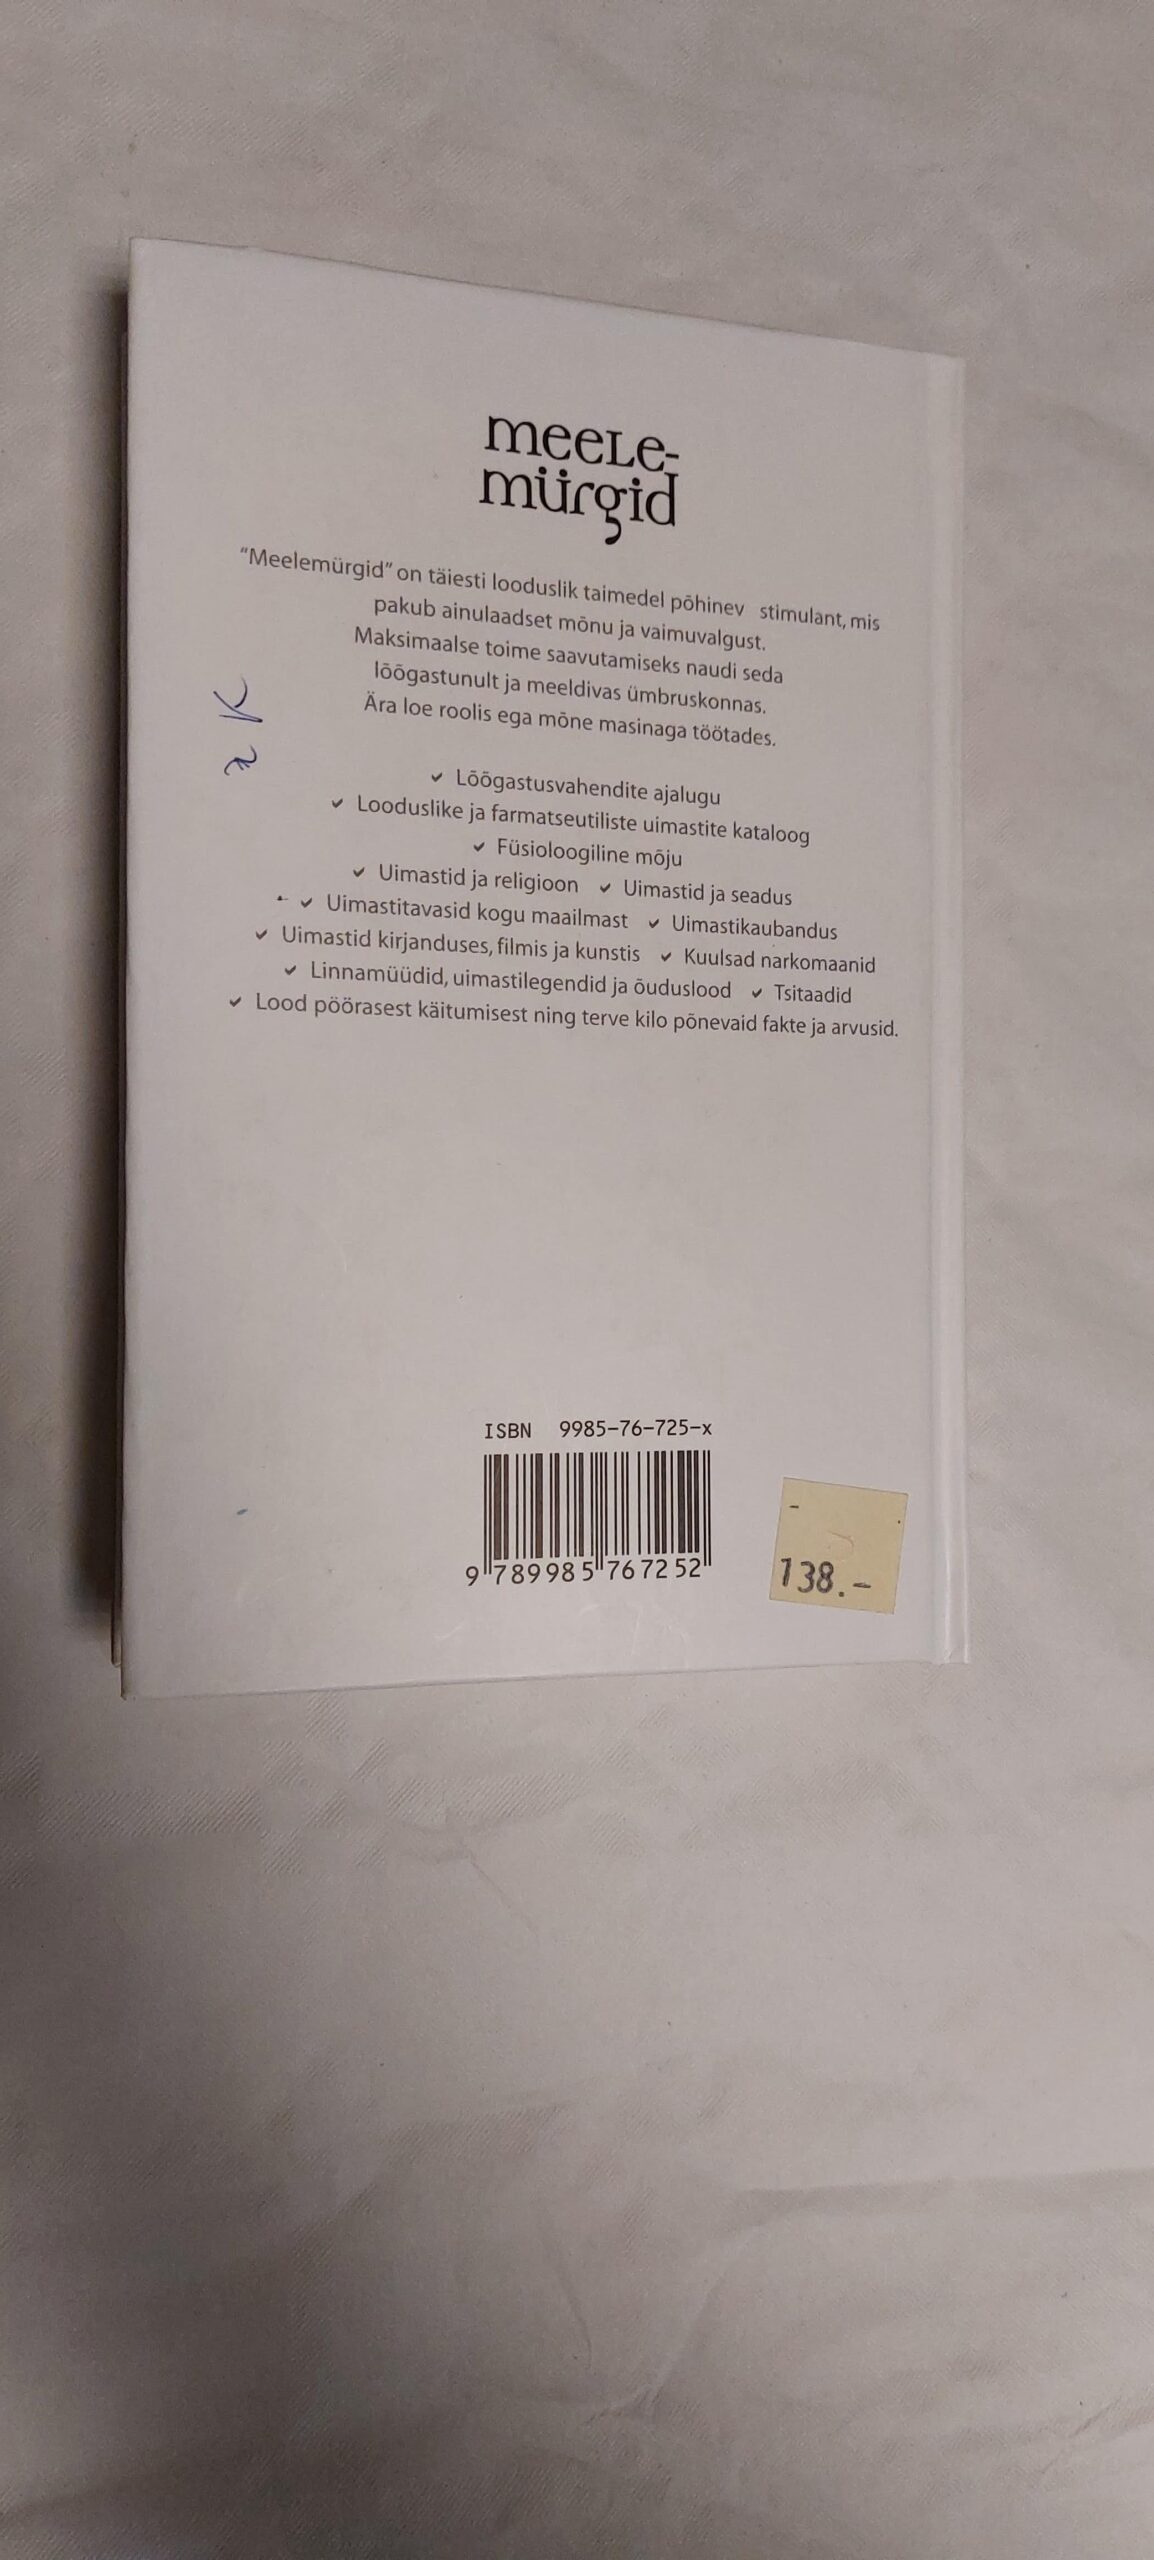 meele-
mürgid
“Meelemürgid” on täiesti looduslik taimedel põhinev stimulant, mis
pakub ainulaadset mõnu ja vaimuvalgust.
Maksimaalse toime saavutamiseks naudi seda
lõõgastunult ja meeldivas ümbruskonnas.
Ära loe roolis ega mõne masinaga töötades.
✓ Lõõgastusvahendite ajalugu
✓ Looduslike ja farmatseutiliste uimastite kataloog
✓ Füsioloogiline mõju
✓ Uimastid ja religioon ✓ Uimastid ja seadus
✓ Uimastitavasid kogu maailmast ✓ Uimastikaubandus
✓ Uimastid kirjanduses, filmis ja kunstis ✓ Kuulsad narkomaanid
✓ Linnamüüdid, uimastilegendid ja õuduslood ✓ Tsitaadid
✓ Lood pöörasest käitumisest ning terve kilo põnevaid fakte ja arvusid.
ISBN 9985-76-725-x
9 789985 767252
138.-